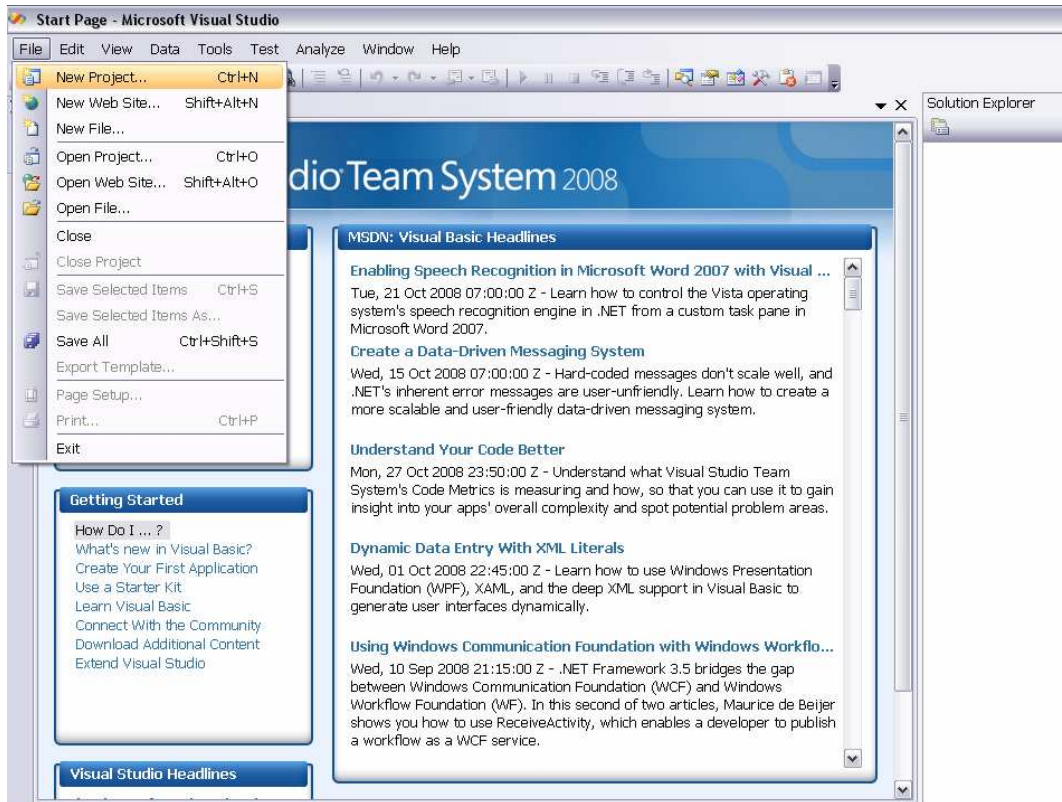 Start Page - Microsoft Visual Studio
File Edit View Data Tools Test Analyze Window Help
New Project... Ctrl+N
New Web Site... Shift+Alt+N
New File...
Open Project... Ctrl+O
Open Web Site... Shift+Alt+O
Open File...
Close
Close Project
Save Selected Items Ctrl+S
Save Selected Items As...
Save All Ctrl+Shift+S
Export Template...
Page Setup...
Print... Ctrl+P
Exit
Solution Explorer
dio Team System 2008
MSDN: Visual Basic Headlines
Enabling Speech Recognition in Microsoft Word 2007 with Visual ...
Tue, 21 Oct 2008 07:00:00 Z - Learn how to control the Vista operating
system's speech recognition engine in .NET from a custom task pane in
Microsoft Word 2007.
Create a Data-Driven Messaging System
Wed, 15 Oct 2008 07:00:00 Z - Hard-coded messages don't scale well, and
.NET's inherent error messages are user-unfriendly. Learn how to create a
more scalable and user-friendly data-driven messaging system.
Understand Your Code Better
Mon, 27 Oct 2008 23:50:00 Z - Understand what Visual Studio Team
System's Code Metrics is measuring and how, so that you can use it to gain
insight into your apps' overall complexity and spot potential problem areas.
Dynamic Data Entry With XML Literals
Wed, 01 Oct 2008 22:45:00 Z - Learn how to use Windows Presentation
Foundation (WPF), XAML, and the deep XML support in Visual Basic to
generate user interfaces dynamically.
Using Windows Communication Foundation with Windows Workflo...
Wed, 10 Sep 2008 21:15:00 Z - .NET Framework 3.5 bridges the gap
between Windows Communication Foundation (WCF) and Windows
Workflow Foundation (WF). In this second of two articles, Maurice de Beijer
shows you how to use ReceiveActivity, which enables a developer to publish
a workflow as a WCF service.
Getting Started
How Do I ... ?
What's new in Visual Basic?
Create Your First Application
Use a Starter Kit
Learn Visual Basic
Connect With the Community
Download Additional Content
Extend Visual Studio
Visual Studio Headlines